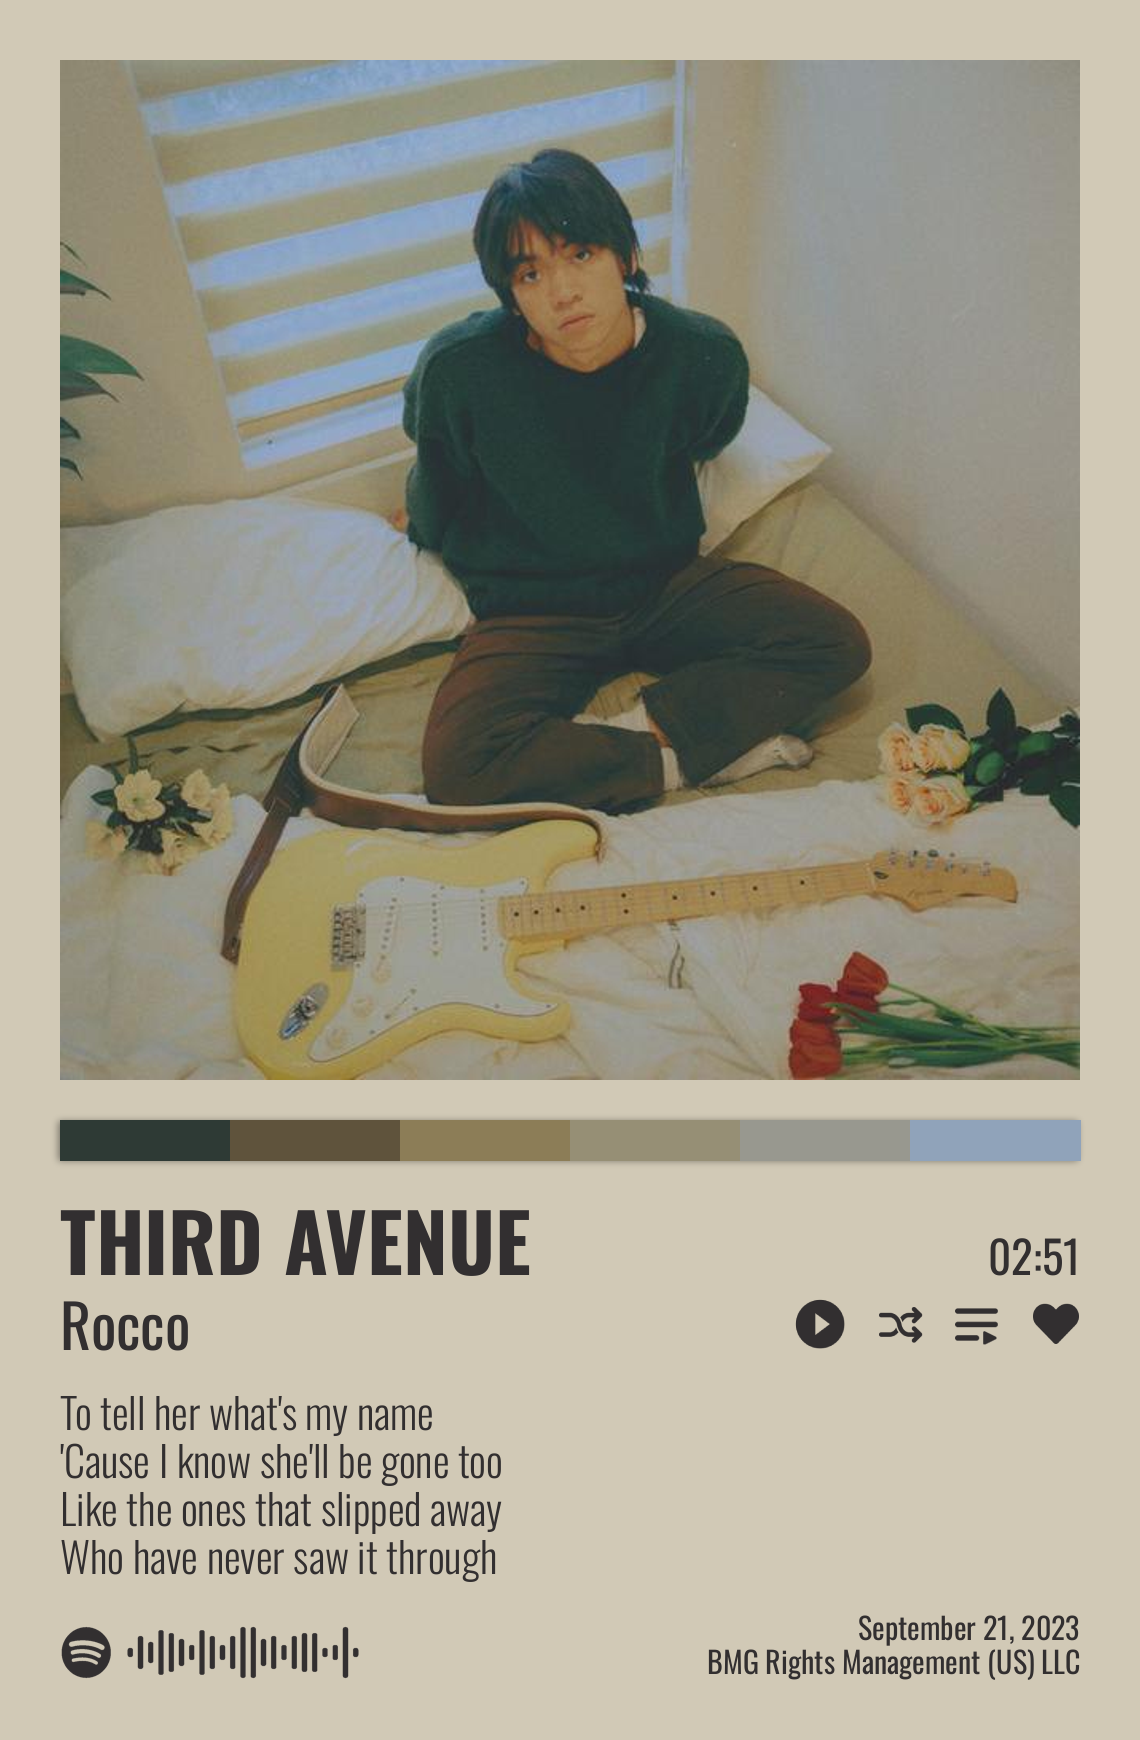 THIRD AVENUE
02:51
Rocco
To tell her what's my name
'Cause I know she'll be gone too
Like the ones that slipped away
Who have never saw it through
September 21, 2023
BMG Rights Management (US) LLC